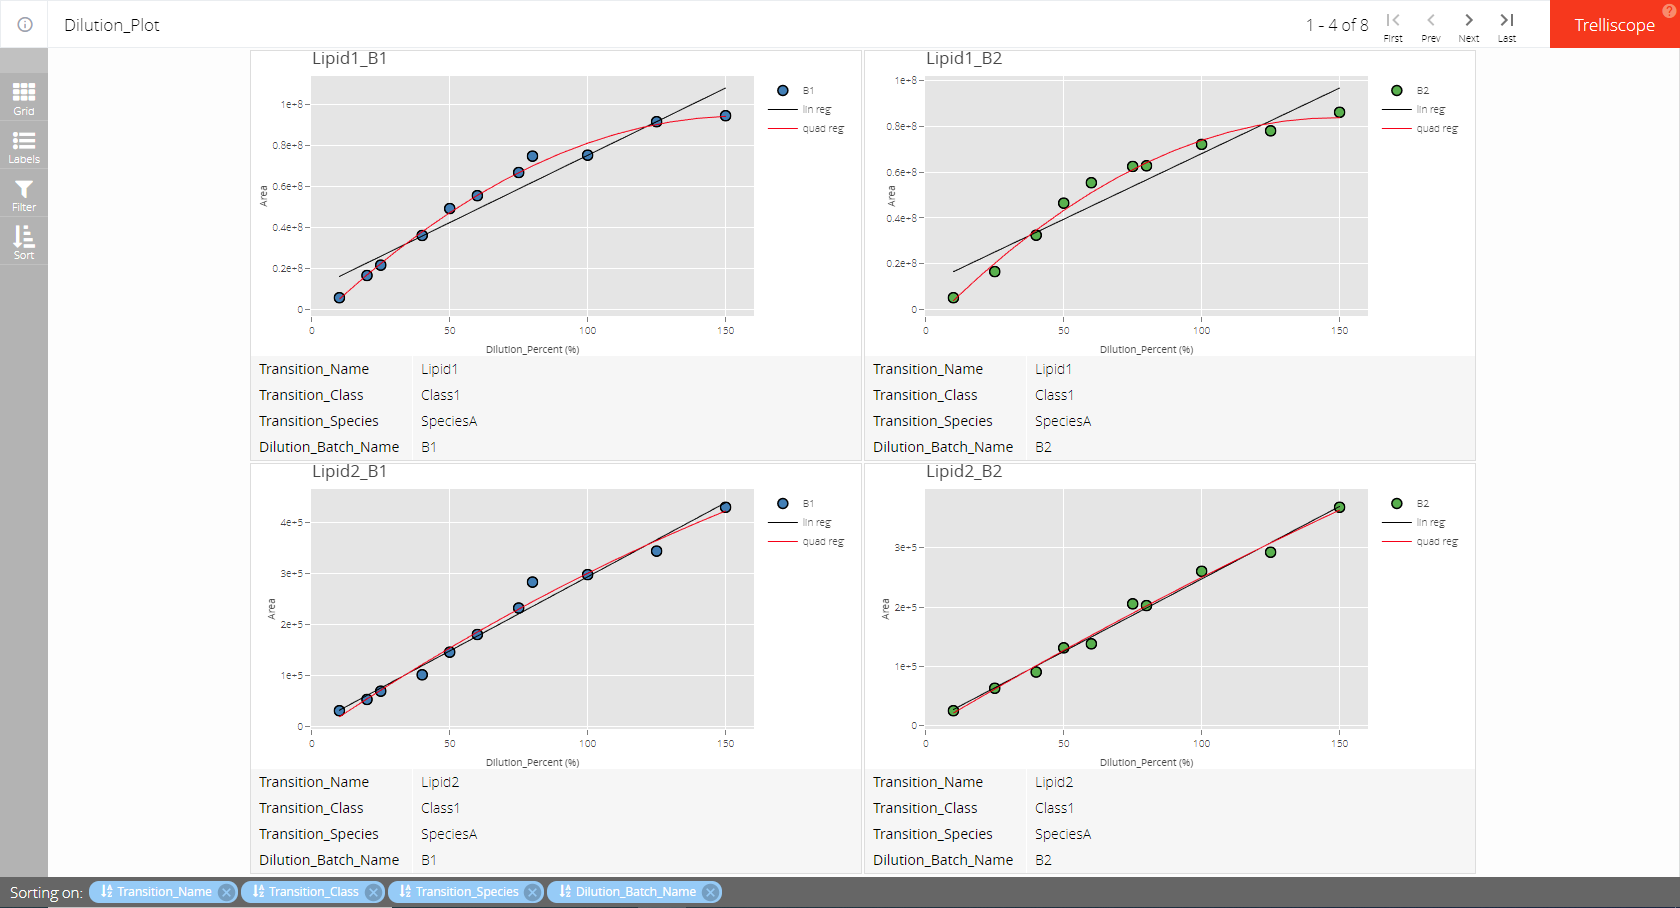 Dilution_Plot
1 - 4 of 8
First
Prev
Next
Last
Trelliscope
?
Grid
Labels
Filter
Sort
Lipid1_B1
B1
lin reg
quad reg
1e+8
0.8e+8
0.6e+8
0.4e+8
0.2e+8
0
Area
0 50 100 150
Dilution_Percent (%)
Transition_Name Lipid1
Transition_Class Class1
Transition_Species SpeciesA
Dilution_Batch_Name B1
Lipid1_B2
B2
lin reg
quad reg
1e+8
0.8e+8
0.6e+8
0.4e+8
0.2e+8
0
Area
0 50 100 150
Dilution_Percent (%)
Transition_Name Lipid1
Transition_Class Class1
Transition_Species SpeciesA
Dilution_Batch_Name B2
Lipid2_B1
B1
lin reg
quad reg
4e+5
3e+5
2e+5
1e+5
0
Area
0 50 100 150
Dilution_Percent (%)
Transition_Name Lipid2
Transition_Class Class1
Transition_Species SpeciesA
Dilution_Batch_Name B1
Lipid2_B2
B2
lin reg
quad reg
3e+5
2e+5
1e+5
0
Area
0 50 100 150
Dilution_Percent (%)
Transition_Name Lipid2
Transition_Class Class1
Transition_Species SpeciesA
Dilution_Batch_Name B2
Sorting on: Transition_Name Transition_Class Transition_Species Dilution_Batch_Name